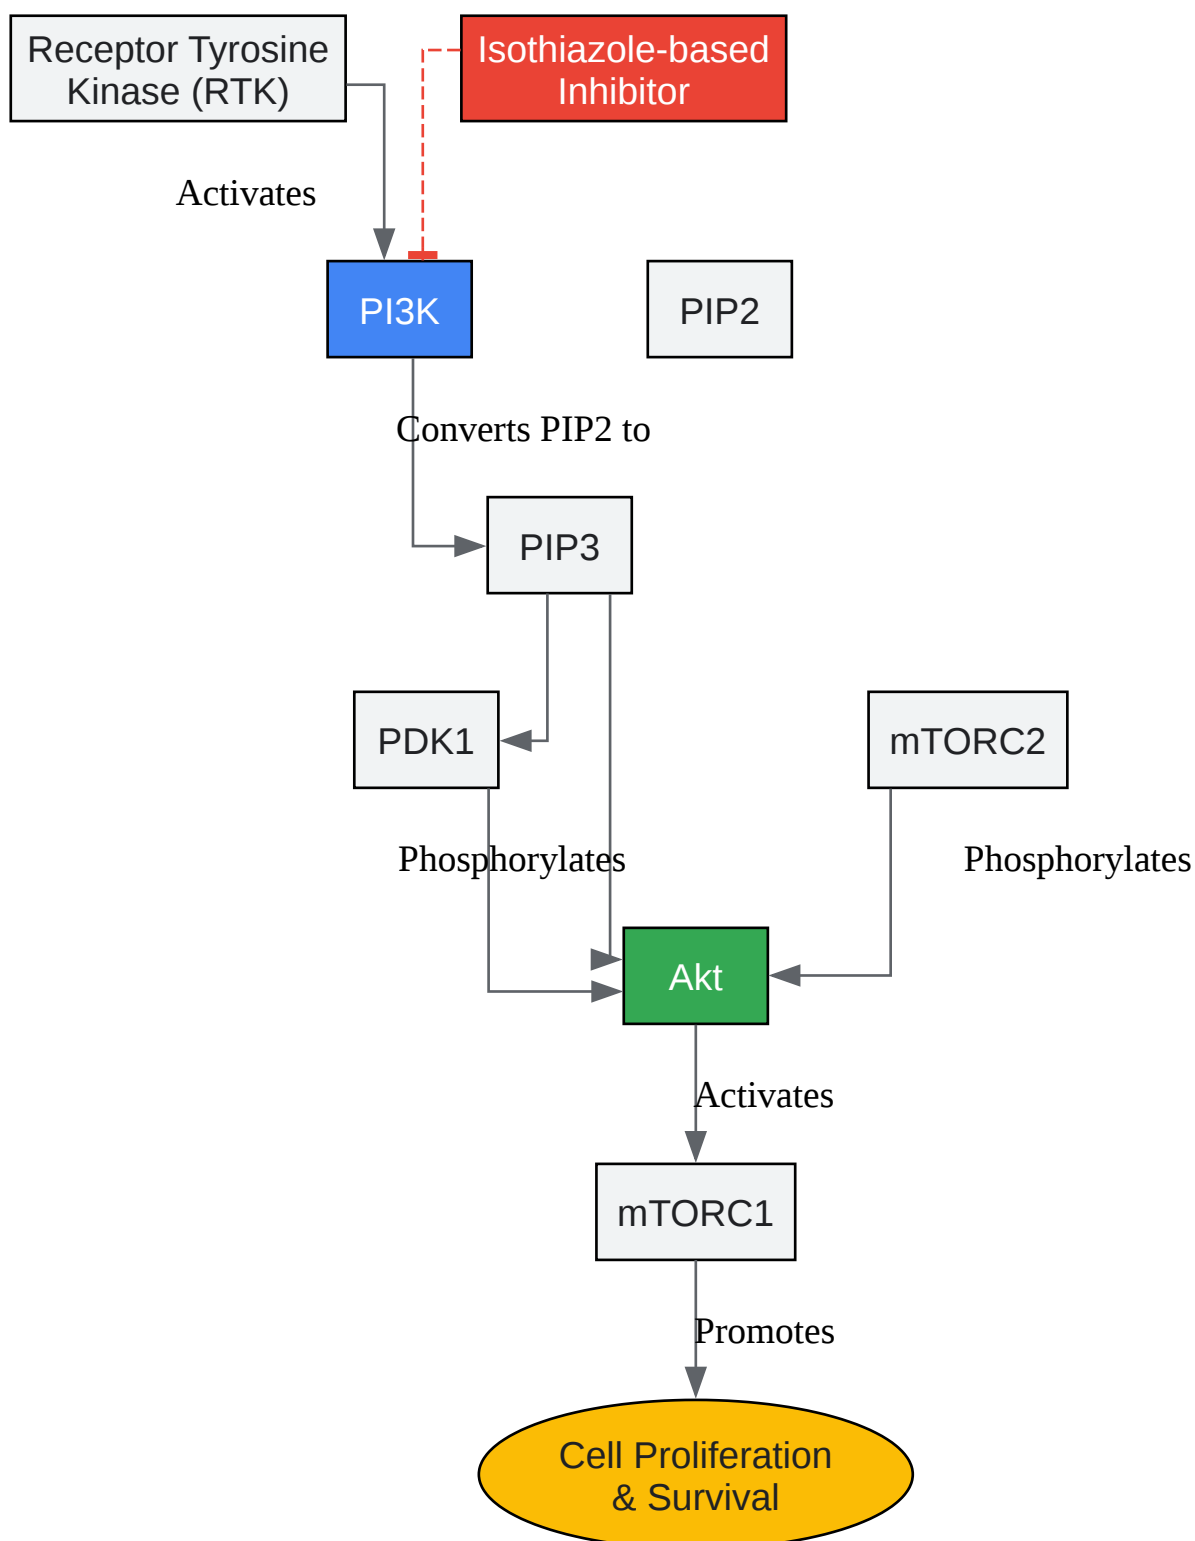 Receptor Tyrosine
Kinase (RTK)
Isothiazole-based
Inhibitor
Activates
PI3K
PIP2
Converts PIP2 to
PIP3
PDK1
mTORC2
Phosphorylates
Phosphorylates
Akt
Activates
mTORC1
Promotes
Cell Proliferation
& Survival